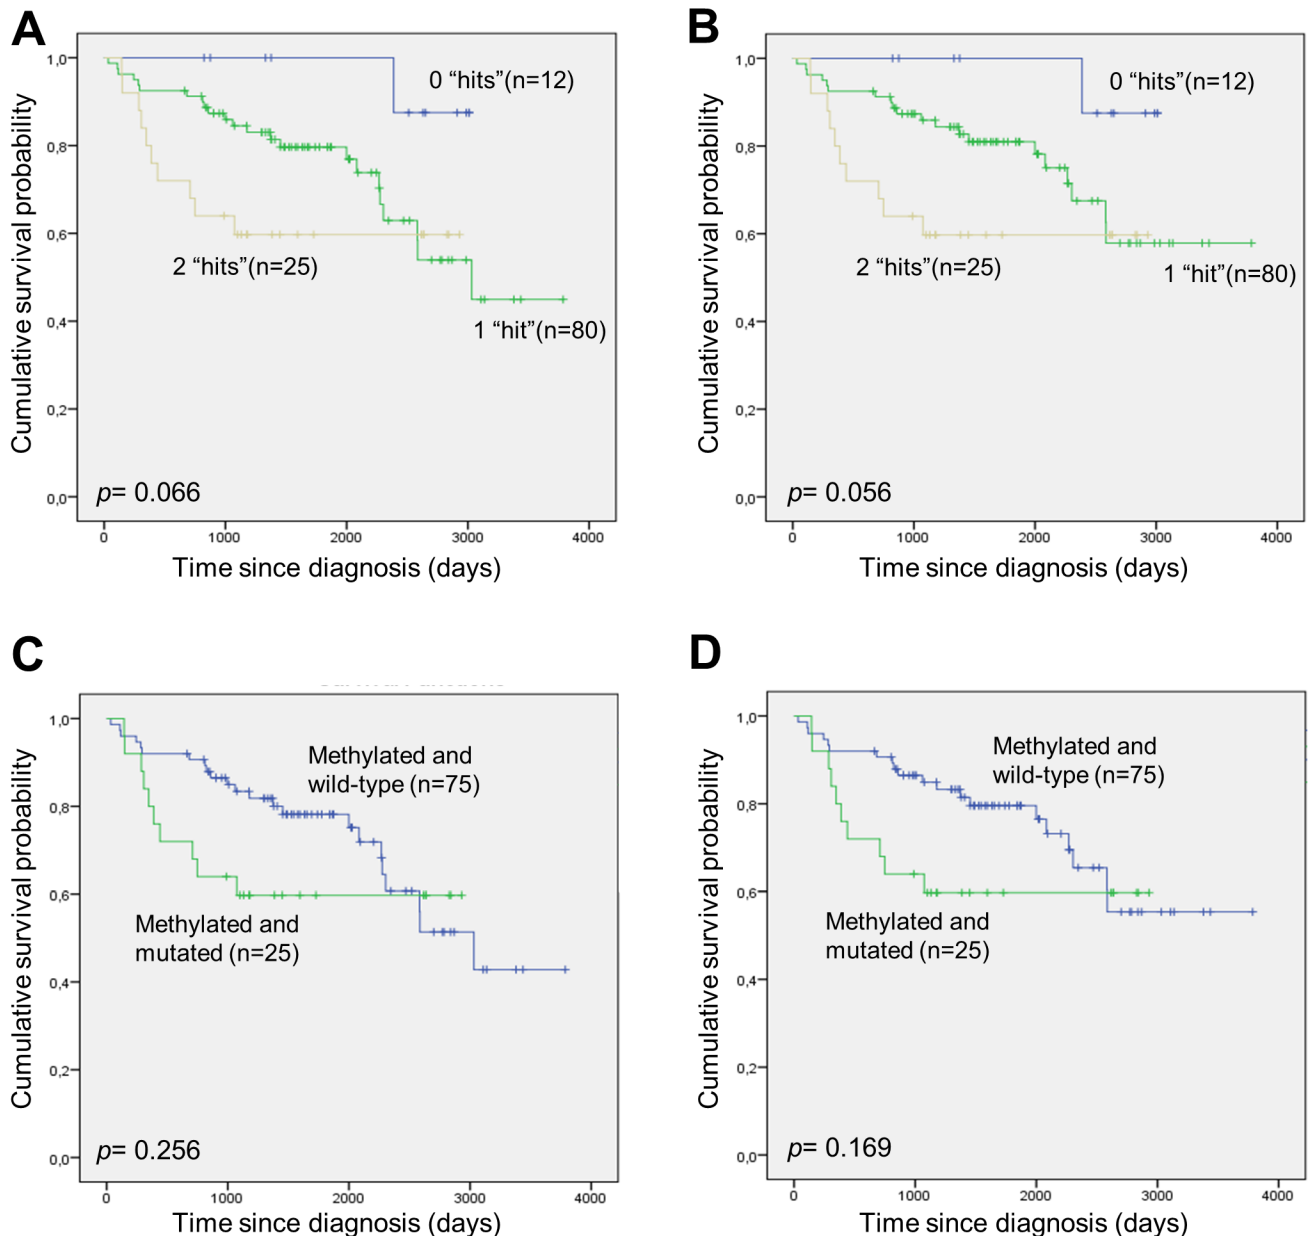 A
Cumulative survival probability
1,0
0,8
0,6
0,4
0,2
0,0
0 “hits”(n=12)
2 “hits”(n=25)
1 “hit”(n=80)
p= 0.066
0 1000 2000 3000 4000
Time since diagnosis (days)
B
Cumulative survival probability
1,0
0,8
0,6
0,4
0,2
0,0
0 “hits”(n=12)
2 “hits”(n=25)
1 “hit”(n=80)
p= 0.056
0 1000 2000 3000 4000
Time since diagnosis (days)
C
Cumulative survival probability
1,0
0,8
0,6
0,4
0,2
0,0
Methylated and
wild-type (n=75)
Methylated and
mutated (n=25)
p= 0.256
0 1000 2000 3000 4000
Time since diagnosis (days)
D
Cumulative survival probability
1,0
0,8
0,6
0,4
0,2
0,0
Methylated and
wild-type (n=75)
Methylated and
mutated (n=25)
p= 0.169
0 1000 2000 3000 4000
Time since diagnosis (days)